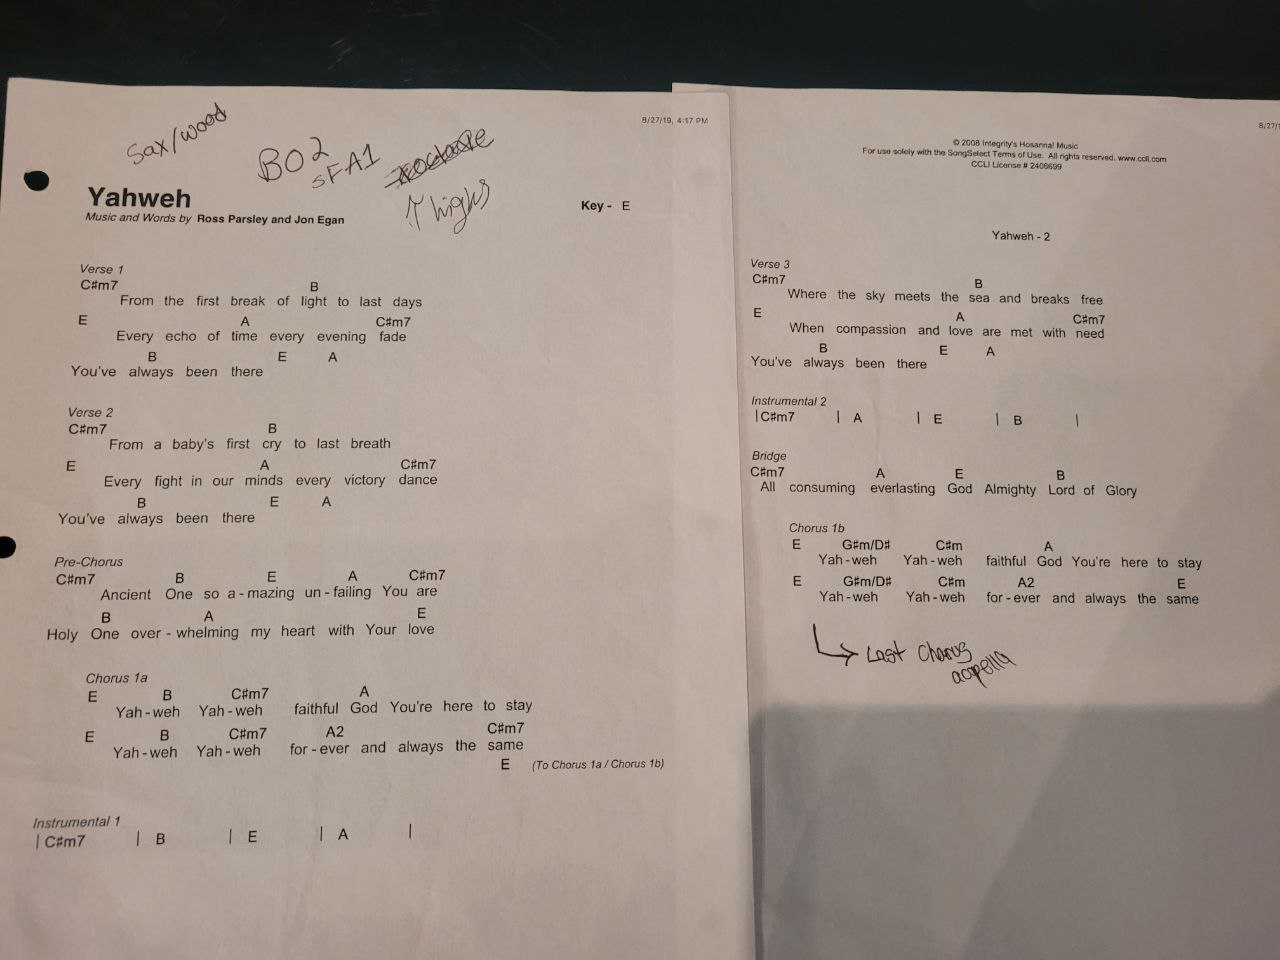 Sax/wood
BO2
SFA1
↑ highs
8/27/19, 4:17 PM
Yahweh
Music and Words by Ross Parsley and Jon Egan
Key - E
Verse 1
C#m7 B
From the first break of light to last days
E A C#m7
Every echo of time every evening fade
B E A
You've always been there
Verse 2
C#m7 B
From a baby's first cry to last breath
E A C#m7
Every fight in our minds every victory dance
B E A
You've always been there
Pre-Chorus
C#m7 B E A C#m7
Ancient One so a-mazing un-failing You are
B A E
Holy One over-whelming my heart with Your love
Chorus 1a
E B C#m7 A
Yah-weh Yah-weh faithful God You're here to stay
E B C#m7 A2 C#m7
Yah-weh Yah-weh for-ever and always the same
E (To Chorus 1a / Chorus 1b)
Instrumental 1
| C#m7 | B | E | A |
8/27/1
© 2008 Integrity's Hosanna! Music
For use solely with the SongSelect Terms of Use. All rights reserved. www.ccli.com
CCLI License # 2406699
Yahweh - 2
Verse 3
C#m7 B
Where the sky meets the sea and breaks free
E A C#m7
When compassion and love are met with need
B E A
You've always been there
Instrumental 2
| C#m7 | A | E | B |
Bridge
C#m7 A E B
All consuming everlasting God Almighty Lord of Glory
Chorus 1b
E G#m/D# C#m A
Yah-weh Yah-weh faithful God You're here to stay
E G#m/D# C#m A2 E
Yah-weh Yah-weh for-ever and always the same
→ Last Chorus
acapella